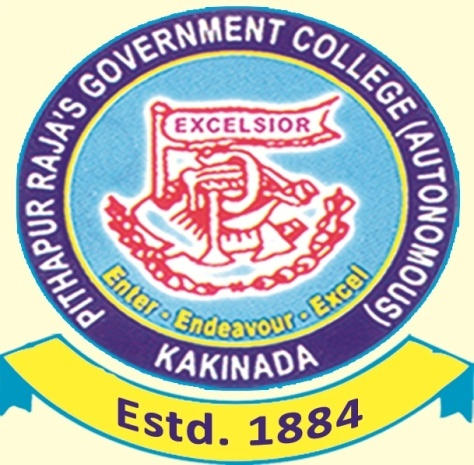 PITHAPUR RAJA'S GOVERNMENT COLLEGE (AUTONOMOUS)
EXCELSIOR
Enter - Endeavour - Excel
KAKINADA
Estd. 1884